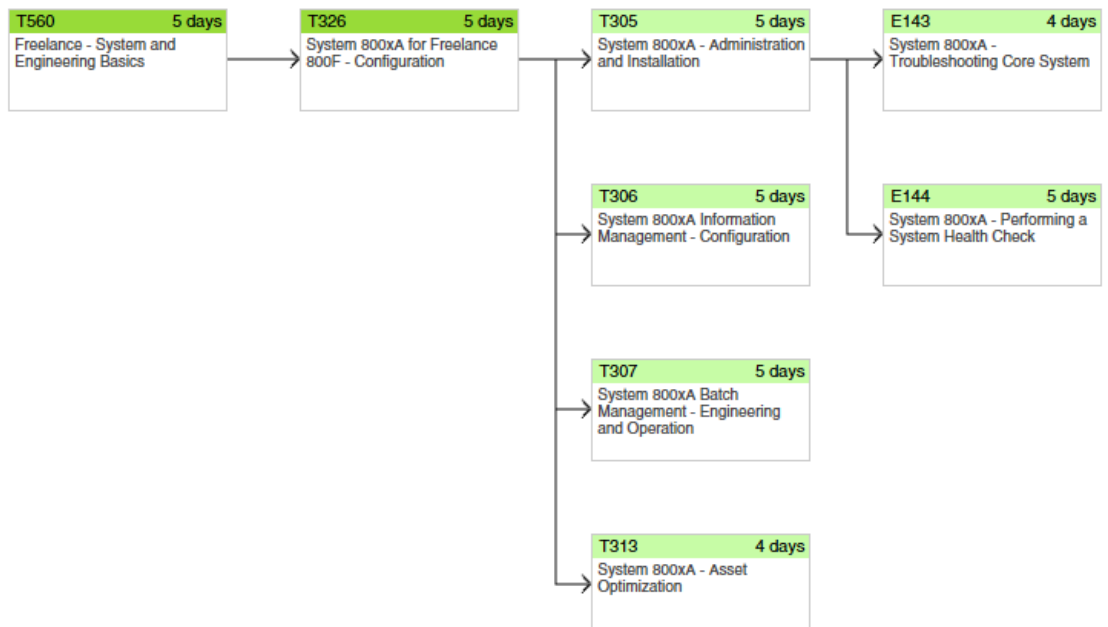 T560 5 days
Freelance - System and
Engineering Basics
T326 5 days
System 800xA for Freelance
800F - Configuration
T305 5 days
System 800xA - Administration
and Installation
E143 4 days
System 800xA -
Troubleshooting Core System
T306 5 days
System 800xA Information
Management - Configuration
E144 5 days
System 800xA - Performing a
System Health Check
T307 5 days
System 800xA Batch
Management - Engineering
and Operation
T313 4 days
System 800xA - Asset
Optimization